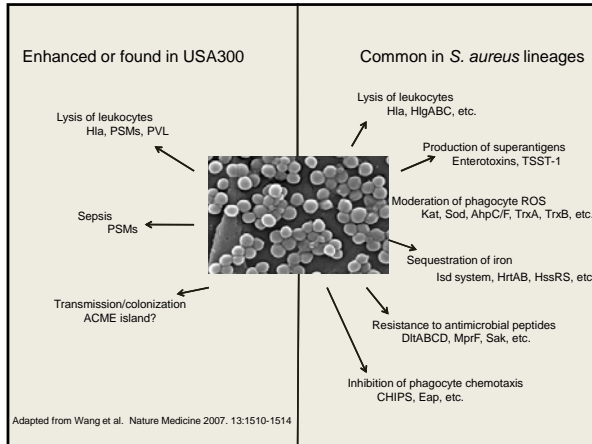 Enhanced or found in USA300
Lysis of leukocytes
Hla, PSMs, PVL
Sepsis
PSMs
Transmission/colonization
ACME island?
Adapted from Wang et al. Nature Medicine 2007. 13:1510-1514
Common in S. aureus lineages
Lysis of leukocytes
Hla, HlgABC, etc.
Production of superantigens
Enterotoxins, TSST-1
Moderation of phagocyte ROS
Kat, Sod, AhpC/F, TrxA, TrxB, etc.
Sequestration of iron
Isd system, HrtAB, HssRS, etc
Resistance to antimicrobial peptides
DltABCD, MprF, Sak, etc.
Inhibition of phagocyte chemotaxis
CHIPS, Eap, etc.